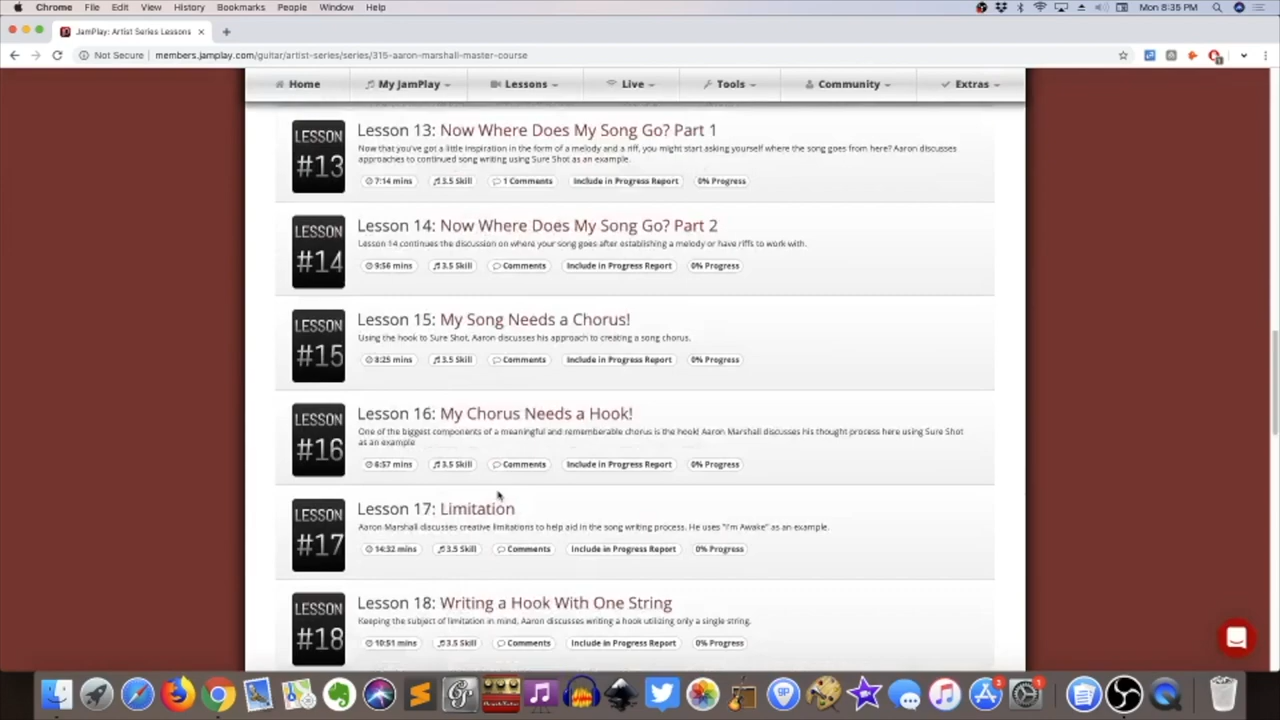 Chrome File Edit View History Bookmarks People Window Help Mon 8:35 PM
JamPlay: Artist Series Lessons
Not Secure members.jamplay.com/guitar/artist-series/series/315-aaron-marshall-master-course
Home My JamPlay Lessons Live Tools Community Extras
LESSON #13
Lesson 13: Now Where Does My Song Go? Part 1
Now that you've got a little inspiration in the form of a melody and a riff, you might start asking yourself where the song goes from here? Aaron discusses
approaches to continued song writing using Sure Shot as an example.
7:14 mins 3.5 Skill 1 Comments Include in Progress Report 0% Progress
LESSON #14
Lesson 14: Now Where Does My Song Go? Part 2
Lesson 14 continues the discussion on where your song goes after establishing a melody or have riffs to work with.
9:56 mins 3.5 Skill Comments Include in Progress Report 0% Progress
LESSON #15
Lesson 15: My Song Needs a Chorus!
Using the hook to Sure Shot, Aaron discusses his approach to creating a song chorus.
8:25 mins 3.5 Skill Comments Include in Progress Report 0% Progress
LESSON #16
Lesson 16: My Chorus Needs a Hook!
One of the biggest components of a meaningful and rememberable chorus is the hook! Aaron Marshall discusses his thought process here using Sure Shot
as an example
6:57 mins 3.5 Skill Comments Include in Progress Report 0% Progress
LESSON #17
Lesson 17: Limitation
Aaron Marshall discusses creative limitations to help aid in the song writing process. He uses "I'm Awake" as an example.
14:32 mins 3.5 Skill Comments Include in Progress Report 0% Progress
LESSON #18
Lesson 18: Writing a Hook With One String
Keeping the subject of limitation in mind, Aaron discusses writing a hook utilizing only a single string.
10:51 mins 3.5 Skill Comments Include in Progress Report 0% Progress